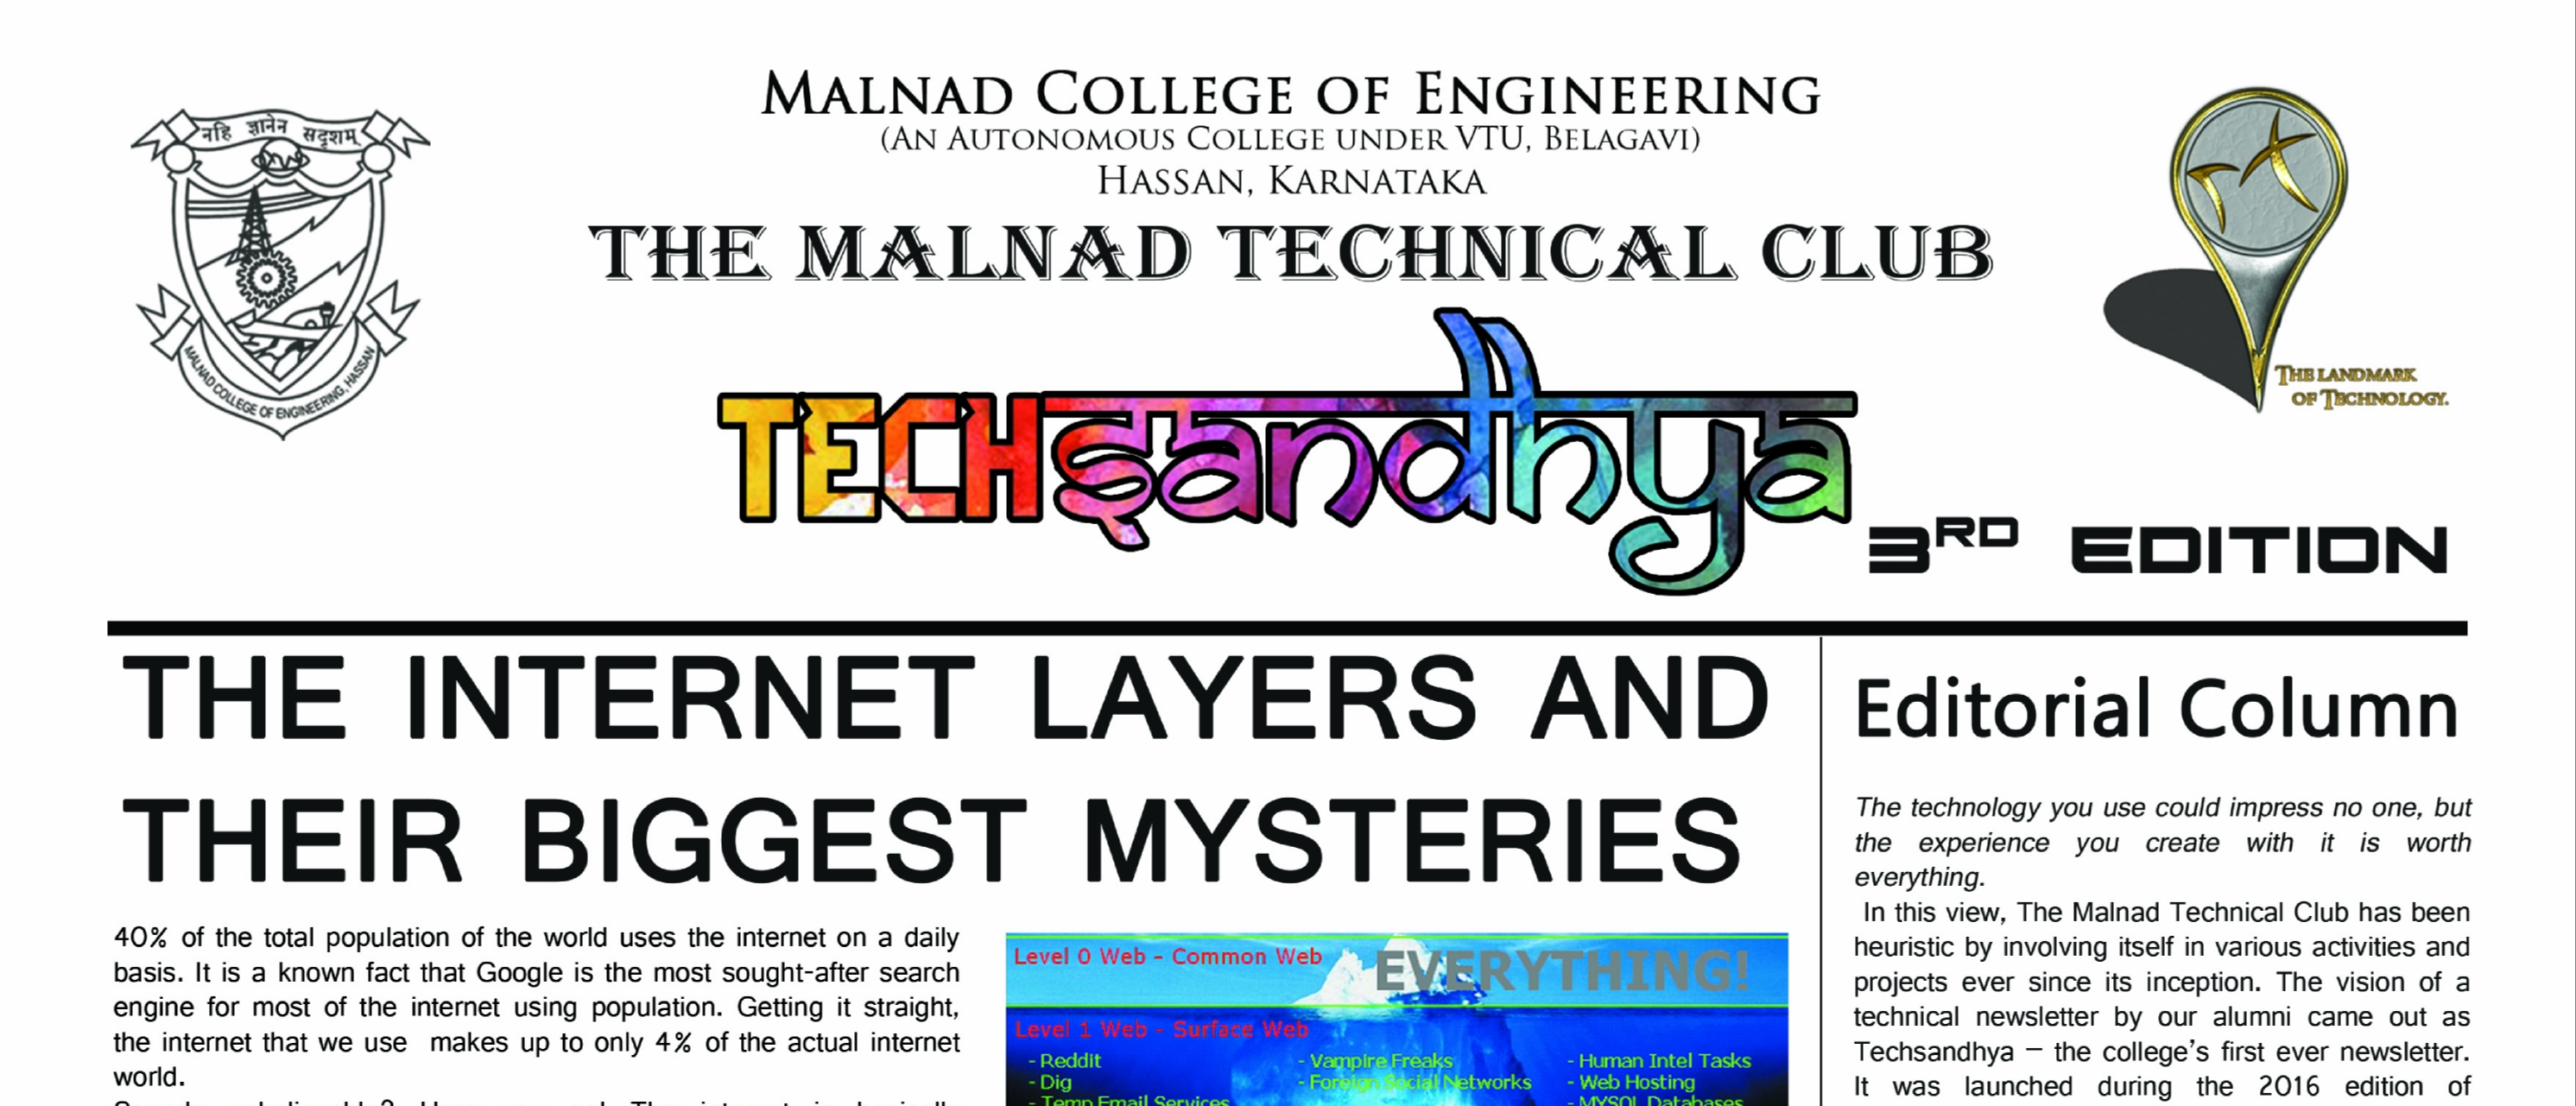 नहि ज्ञानेन सदृशम्
MALNAD COLLEGE OF ENGINEERING, HASSAN
MALNAD COLLEGE OF ENGINEERING
(AN AUTONOMOUS COLLEGE UNDER VTU, BELAGAVI)
HASSAN, KARNATAKA
THE MALNAD TECHNICAL CLUB
TECHsandhya
THE LANDMARK
OF TECHNOLOGY.
3RD EDITION
THE INTERNET LAYERS AND
THEIR BIGGEST MYSTERIES
40% of the total population of the world uses the internet on a daily
basis. It is a known fact that Google is the most sought-after search
engine for most of the internet using population. Getting it straight,
the internet that we use makes up to only 4% of the actual internet
world.
Level 0 Web - Common Web
EVERYTHING!
Level 1 Web - Surface Web
- Reddit
- Dig
- Temp Email Services
- Vampire Freaks
- Foreign Social Networks
- Human Intel Tasks
- Web Hosting
- MYSQL Databases
Editorial Column
The technology you use could impress no one, but
the experience you create with it is worth
everything.
In this view, The Malnad Technical Club has been
heuristic by involving itself in various activities and
projects ever since its inception. The vision of a
technical newsletter by our alumni came out as
Techsandhya – the college's first ever newsletter.
It was launched during the 2016 edition of